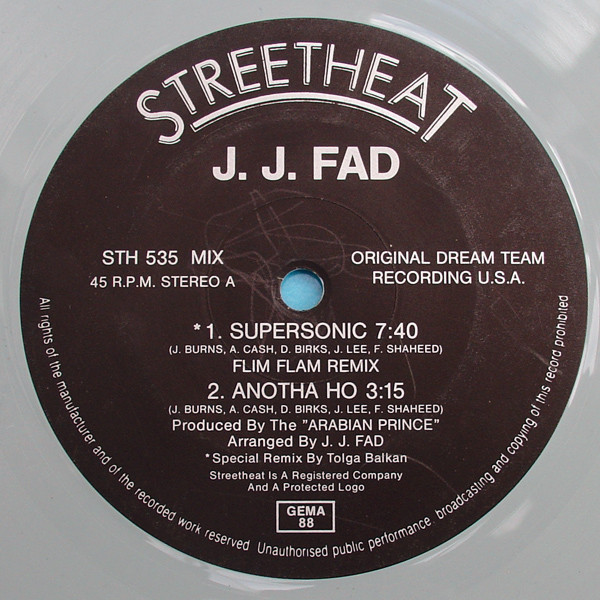 STREETHEAT
J. J. FAD
STH 535 MIX
45 R.P.M. STEREO A
ORIGINAL DREAM TEAM
RECORDING U.S.A.
*1. SUPERSONIC 7:40
(J. BURNS, A. CASH, D. BIRKS, J. LEE, F. SHAHEED)
FLIM FLAM REMIX
2. ANOTHA HO 3:15
(J. BURNS, A. CASH, D. BIRKS, J. LEE, F. SHAHEED)
Produced By The "ARABIAN PRINCE"
Arranged By J. J. FAD
*Special Remix By Tolga Balkan
Streetheat Is A Registered Company
And A Protected Logo
GEMA
88
All rights of the manufacturer and of the recorded work reserved Unauthorised public performance broadcasting and copying of this record prohibited